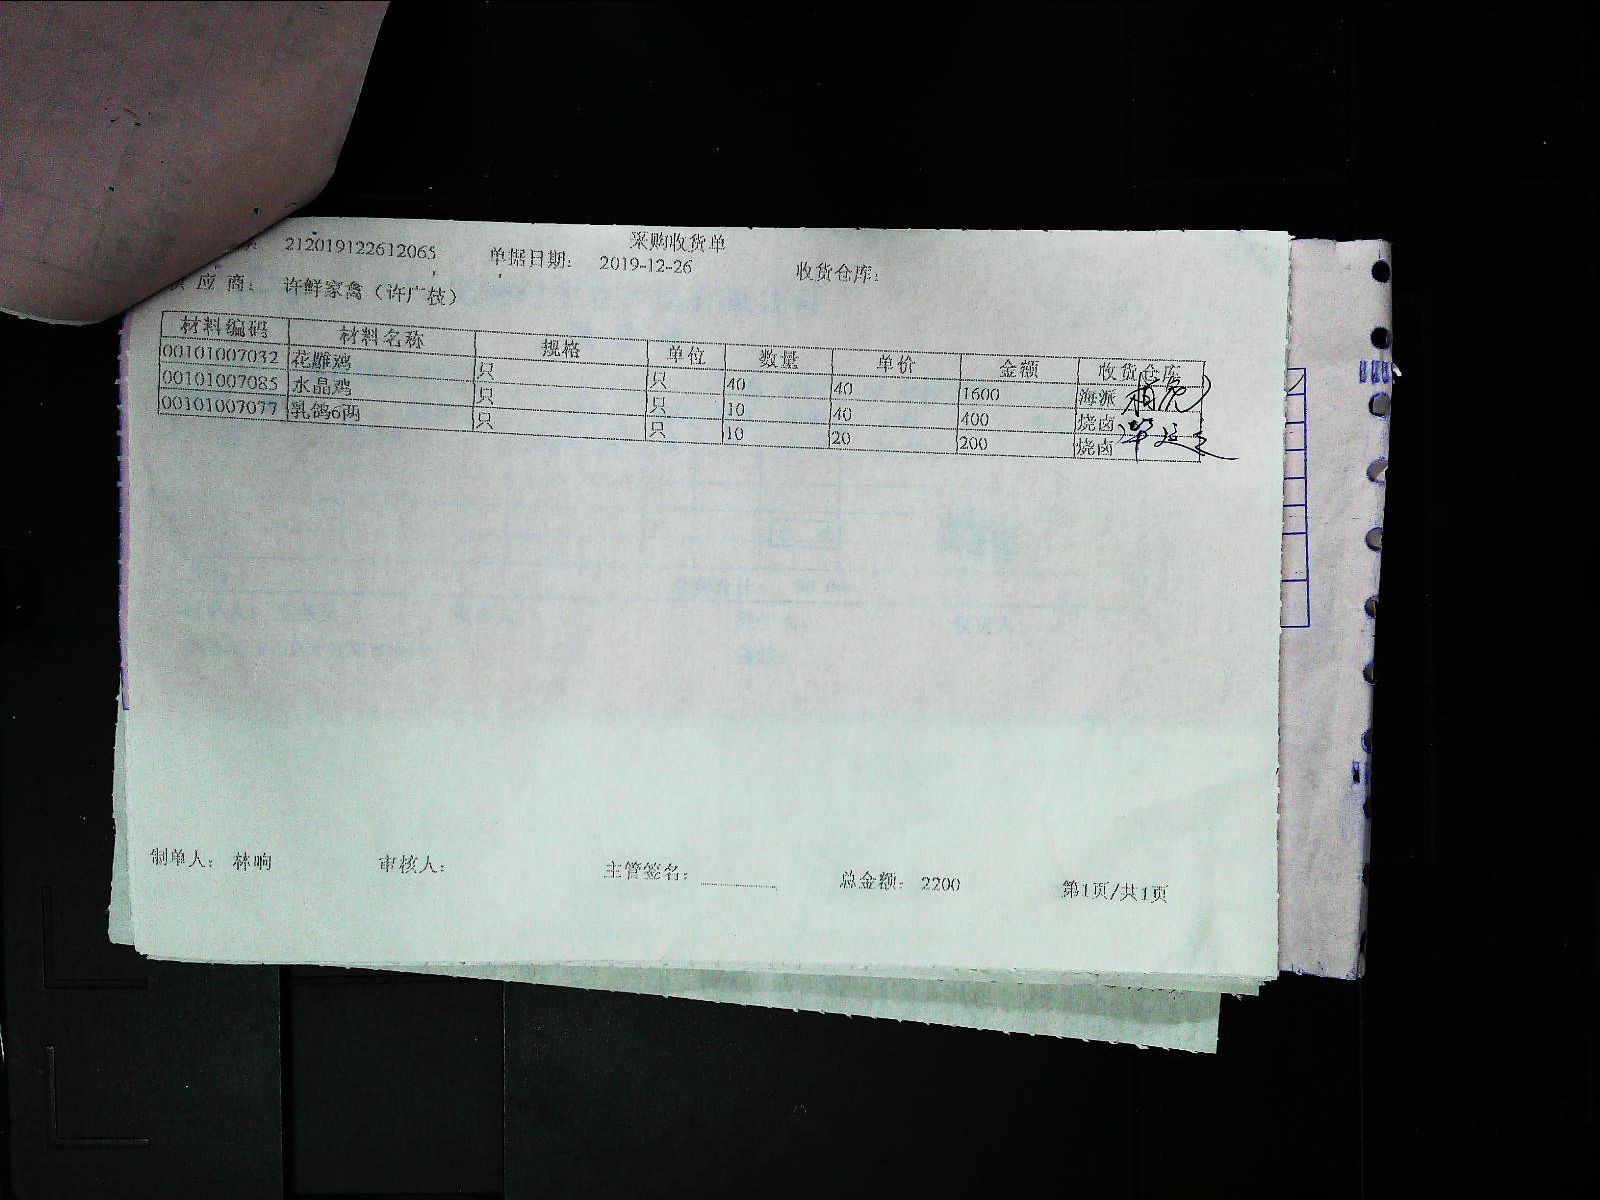 采购收货单
212019122612065 单据日期： 2019-12-26 收货仓库：
应 商： 许鲜家禽（许广枝）
材料编码 材料名称 规格 单位 数量 单价 金额 收货仓库
00101007032 花雕鸡 只 只 40 40 1600 海派
00101007085 水晶鸡 只 只 10 40 400 烧卤
00101007077 乳鸽6两 只 只 10 20 200 烧卤
制单人： 林响 审核人： 主管签名： 总金额： 2200 第1页/共1页